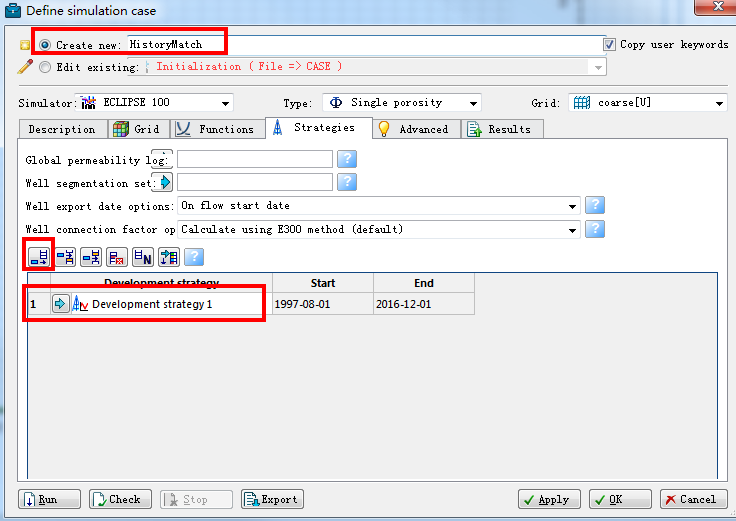 Define simulation case
Create new: HistoryMatch
Copy user keywords
Edit existing: Initialization ( File => CASE )
Simulator: ECLIPSE 100 Type: Φ Single porosity Grid: coarse[U]
Description Grid Functions Strategies Advanced Results
Global permeability log:
?
Well segmentation set:
?
Well export date options: On flow start date ?
Well connection factor op Calculate using E300 method (default) ?
N ?
Development strategy Start End
1 Development strategy 1 1997-08-01 2016-12-01
Run Check Stop Export Apply OK Cancel